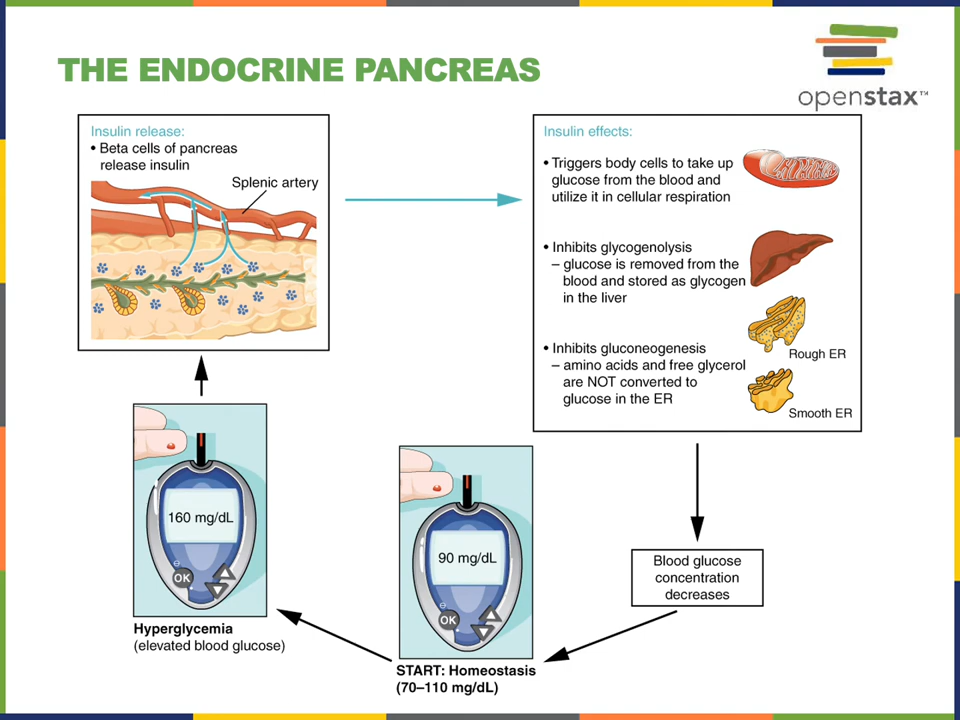 THE ENDOCRINE PANCREAS
openstax™
Insulin release:
• Beta cells of pancreas
release insulin
Splenic artery
Insulin effects:
• Triggers body cells to take up
glucose from the blood and
utilize it in cellular respiration
• Inhibits glycogenolysis
– glucose is removed from the
blood and stored as glycogen
in the liver
• Inhibits gluconeogenesis
– amino acids and free glycerol
are NOT converted to
glucose in the ER
Rough ER
Smooth ER
160 mg/dL
OK
Hyperglycemia
(elevated blood glucose)
90 mg/dL
OK
START: Homeostasis
(70–110 mg/dL)
Blood glucose
concentration
decreases